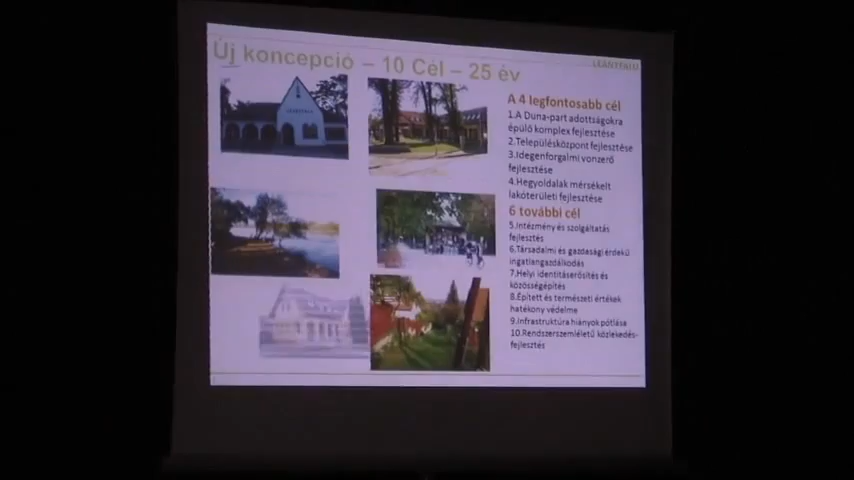 Új koncepció – 10 Cél – 25 év
LEÁNYFALU
A 4 legfontosabb cél
1.A Duna-part adottságokra
épülő komplex fejlesztése
2.Településközpont fejlesztése
3.Idegenforgalmi vonzerő
fejlesztése
4.Hegyoldalak mérsékelt
lakóterületi fejlesztése
6 további cél
5.Intézmény és szolgáltatás
fejlesztés
6.Társadalmi és gazdasági érdekű
ingatlangazdálkodás
7.Helyi identitáserősítés és
közösségépítés
8.Épített és természeti értékek
hatékony védelme
9.Infrastruktúra hiányok pótlása
10.Rendszerszemléletű közlekedés-
fejlesztés